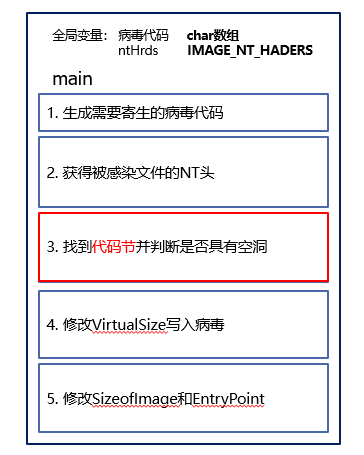 全局变量： 病毒代码 char数组
ntHrds IMAGE_NT_HADERS
main
1. 生成需要寄生的病毒代码
2. 获得被感染文件的NT头
3. 找到代码节并判断是否具有空洞
4. 修改VirtualSize写入病毒
5. 修改SizeofImage和EntryPoint